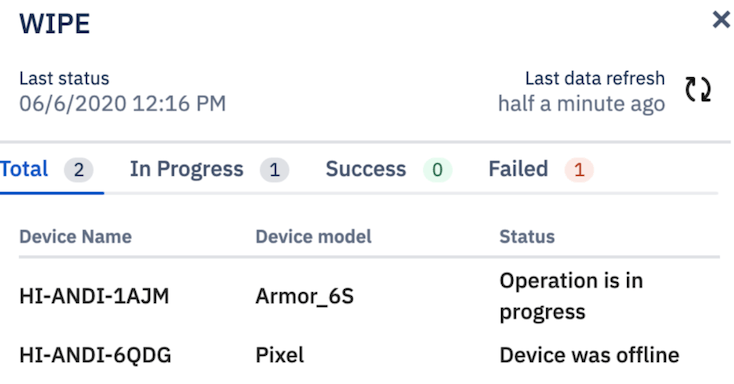 WIPE
Last status
06/6/2020 12:16 PM
Last data refresh
half a minute ago
Total 2 In Progress 1 Success 0 Failed 1
Device Name Device model Status
HI-ANDI-1AJM Armor_6S Operation is in
progress
HI-ANDI-6QDG Pixel Device was offline